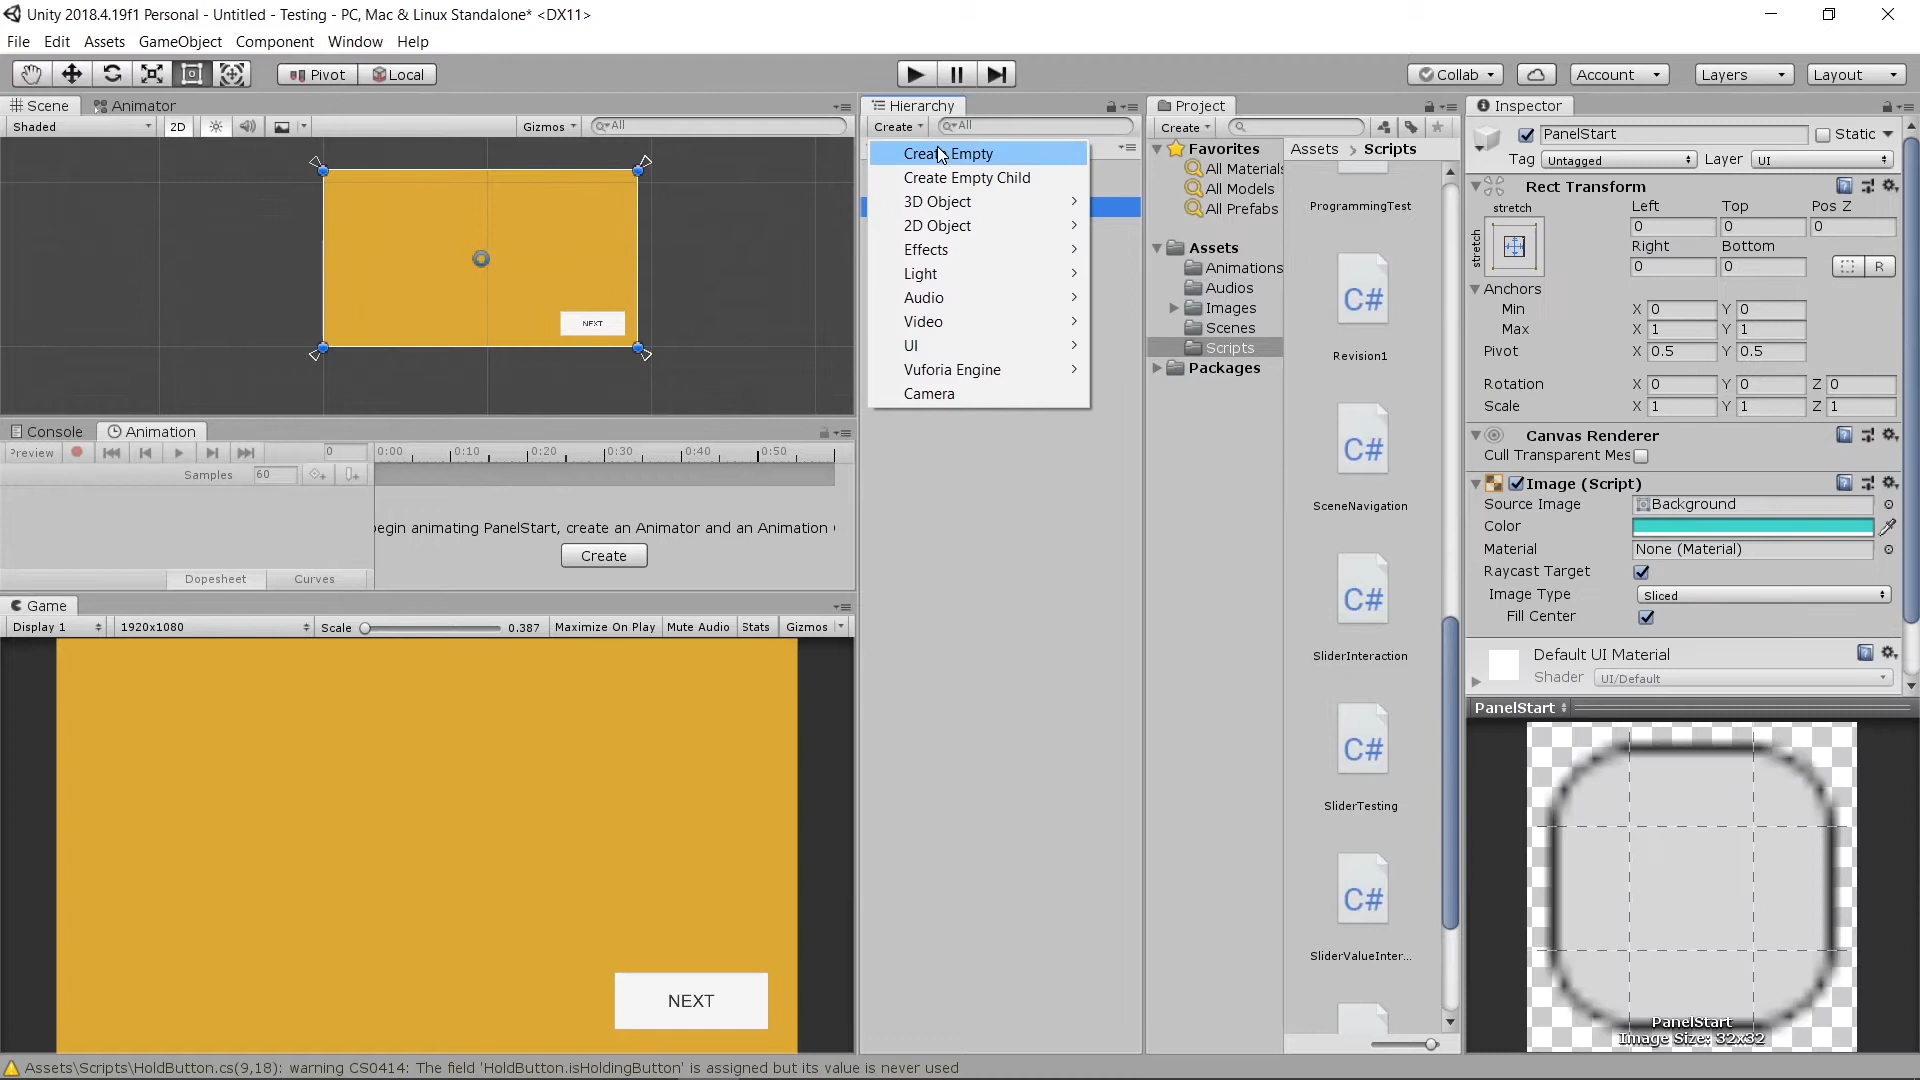 Unity 2018.4.19f1 Personal - Untitled - Testing - PC, Mac & Linux Standalone* <DX11>
File Edit Assets GameObject Component Window Help
Pivot Local Collab Account Layers Layout
Scene Animator
Shaded 2D Gizmos All
Hierarchy
Create All
Create Empty
Create Empty Child
3D Object
2D Object
Effects
Light
Audio
Video
UI
Vuforia Engine
Camera
NEXT
Console Animation
Preview 0 0:00 0:10 0:20 0:30 0:40 0:50
Samples 60
begin animating PanelStart, create an Animator and an Animation
Create
Dopesheet Curves
Game
Display 1 1920x1080 Scale 0.387 Maximize On Play Mute Audio Stats Gizmos
NEXT
Project
Create
Favorites
All Materials
All Models
All Prefabs
Assets
Animations
Audios
Images
Scenes
Scripts
Packages
Assets > Scripts
ProgrammingTest
C#
Revision1
C#
SceneNavigation
C#
SliderInteraction
C#
SliderTesting
C#
SliderValueInter...
Inspector
PanelStart Static
Tag Untagged Layer UI
Rect Transform
stretch Left Top Pos Z
stretch 0 0 0
Right Bottom
0 0 R
Anchors
Min X 0 Y 0
Max X 1 Y 1
Pivot X 0.5 Y 0.5
Rotation X 0 Y 0 Z 0
Scale X 1 Y 1 Z 1
Canvas Renderer
Cull Transparent Mes
Image (Script)
Source Image Background
Color
Material None (Material)
Raycast Target
Image Type Sliced
Fill Center
Default UI Material
Shader UI/Default
PanelStart
PanelStart
Image Size: 32x32
Assets\Scripts\HoldButton.cs(9,18): warning CS0414: The field 'HoldButton.isHoldingButton' is assigned but its value is never used